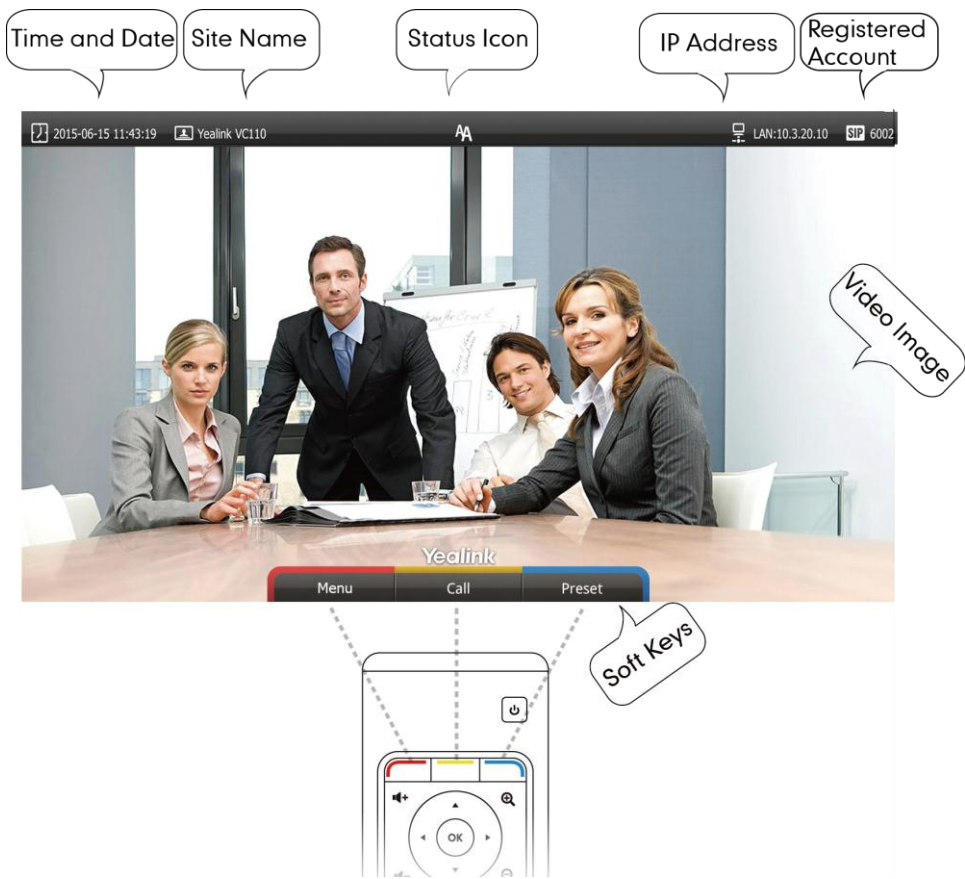 Time and Date
Site Name
Status Icon
IP Address
Registered
Account
2015-06-15 11:43:19
Yealink VC110
AA
LAN:10.3.20.10
SIP 6002
Video Image
Yealink
Menu
Call
Preset
Soft Keys
OK